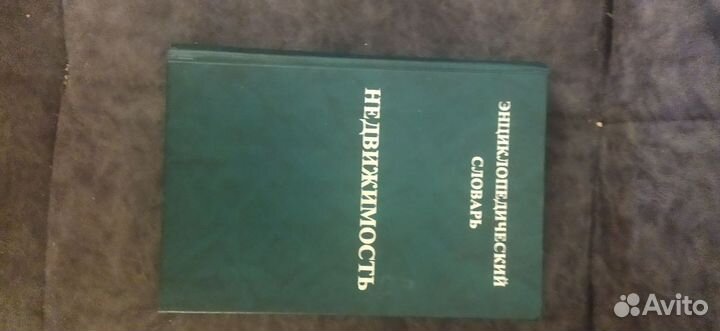 ЭНЦИКЛОПЕДИЧЕСКИЙ
СЛОВАРЬ
НЕДВИЖИМОСТЬ
Avito